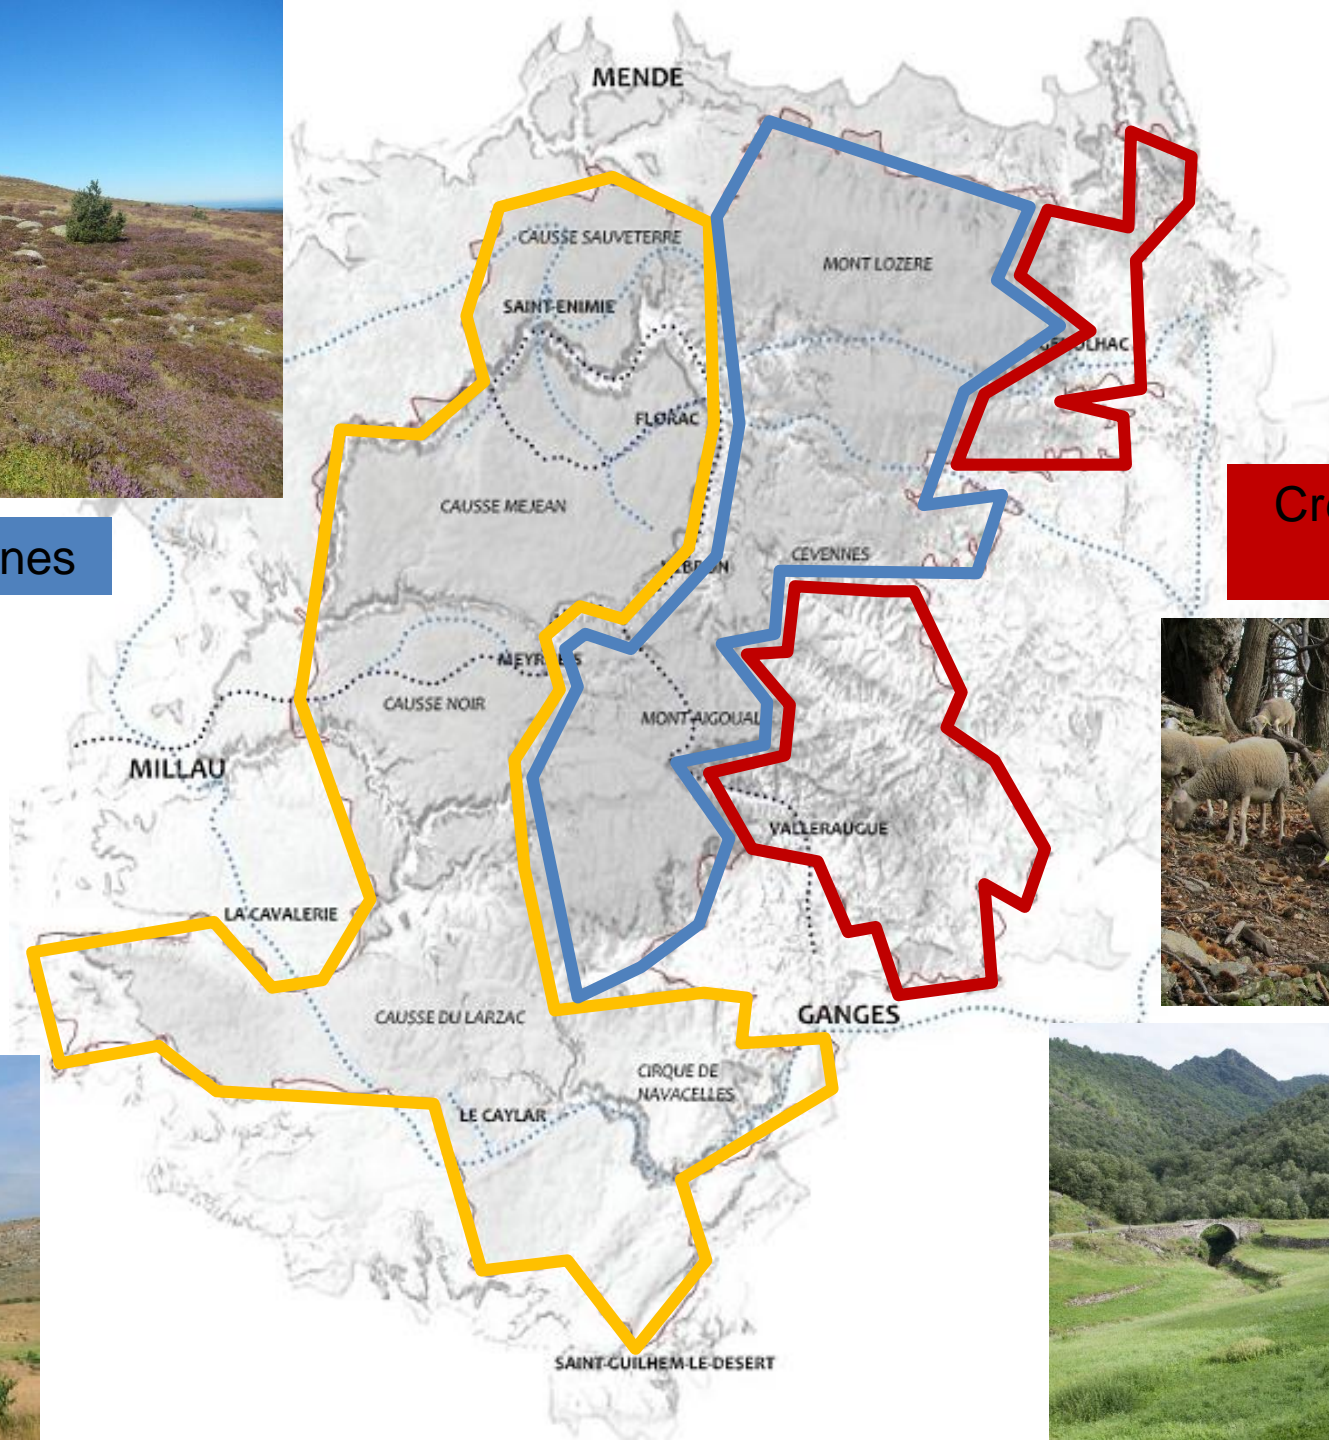 MENDE
CAUSSE SAUVETERRE
MONT LOZERE
SAINT-ENIMIE
FLORAC
CAUSSE MEJEAN
Cr
nes
CEVENNES
CAUSSE NOIR
MONT AIGOUAL
MILLAU
VALLERAUGUE
LA CAVALERIE
CAUSSE DU LARZAC
GANGES
CIRQUE DE
NAVACELLES
LE CAYLAR
SAINT-GUILHEM-LE-DESERT